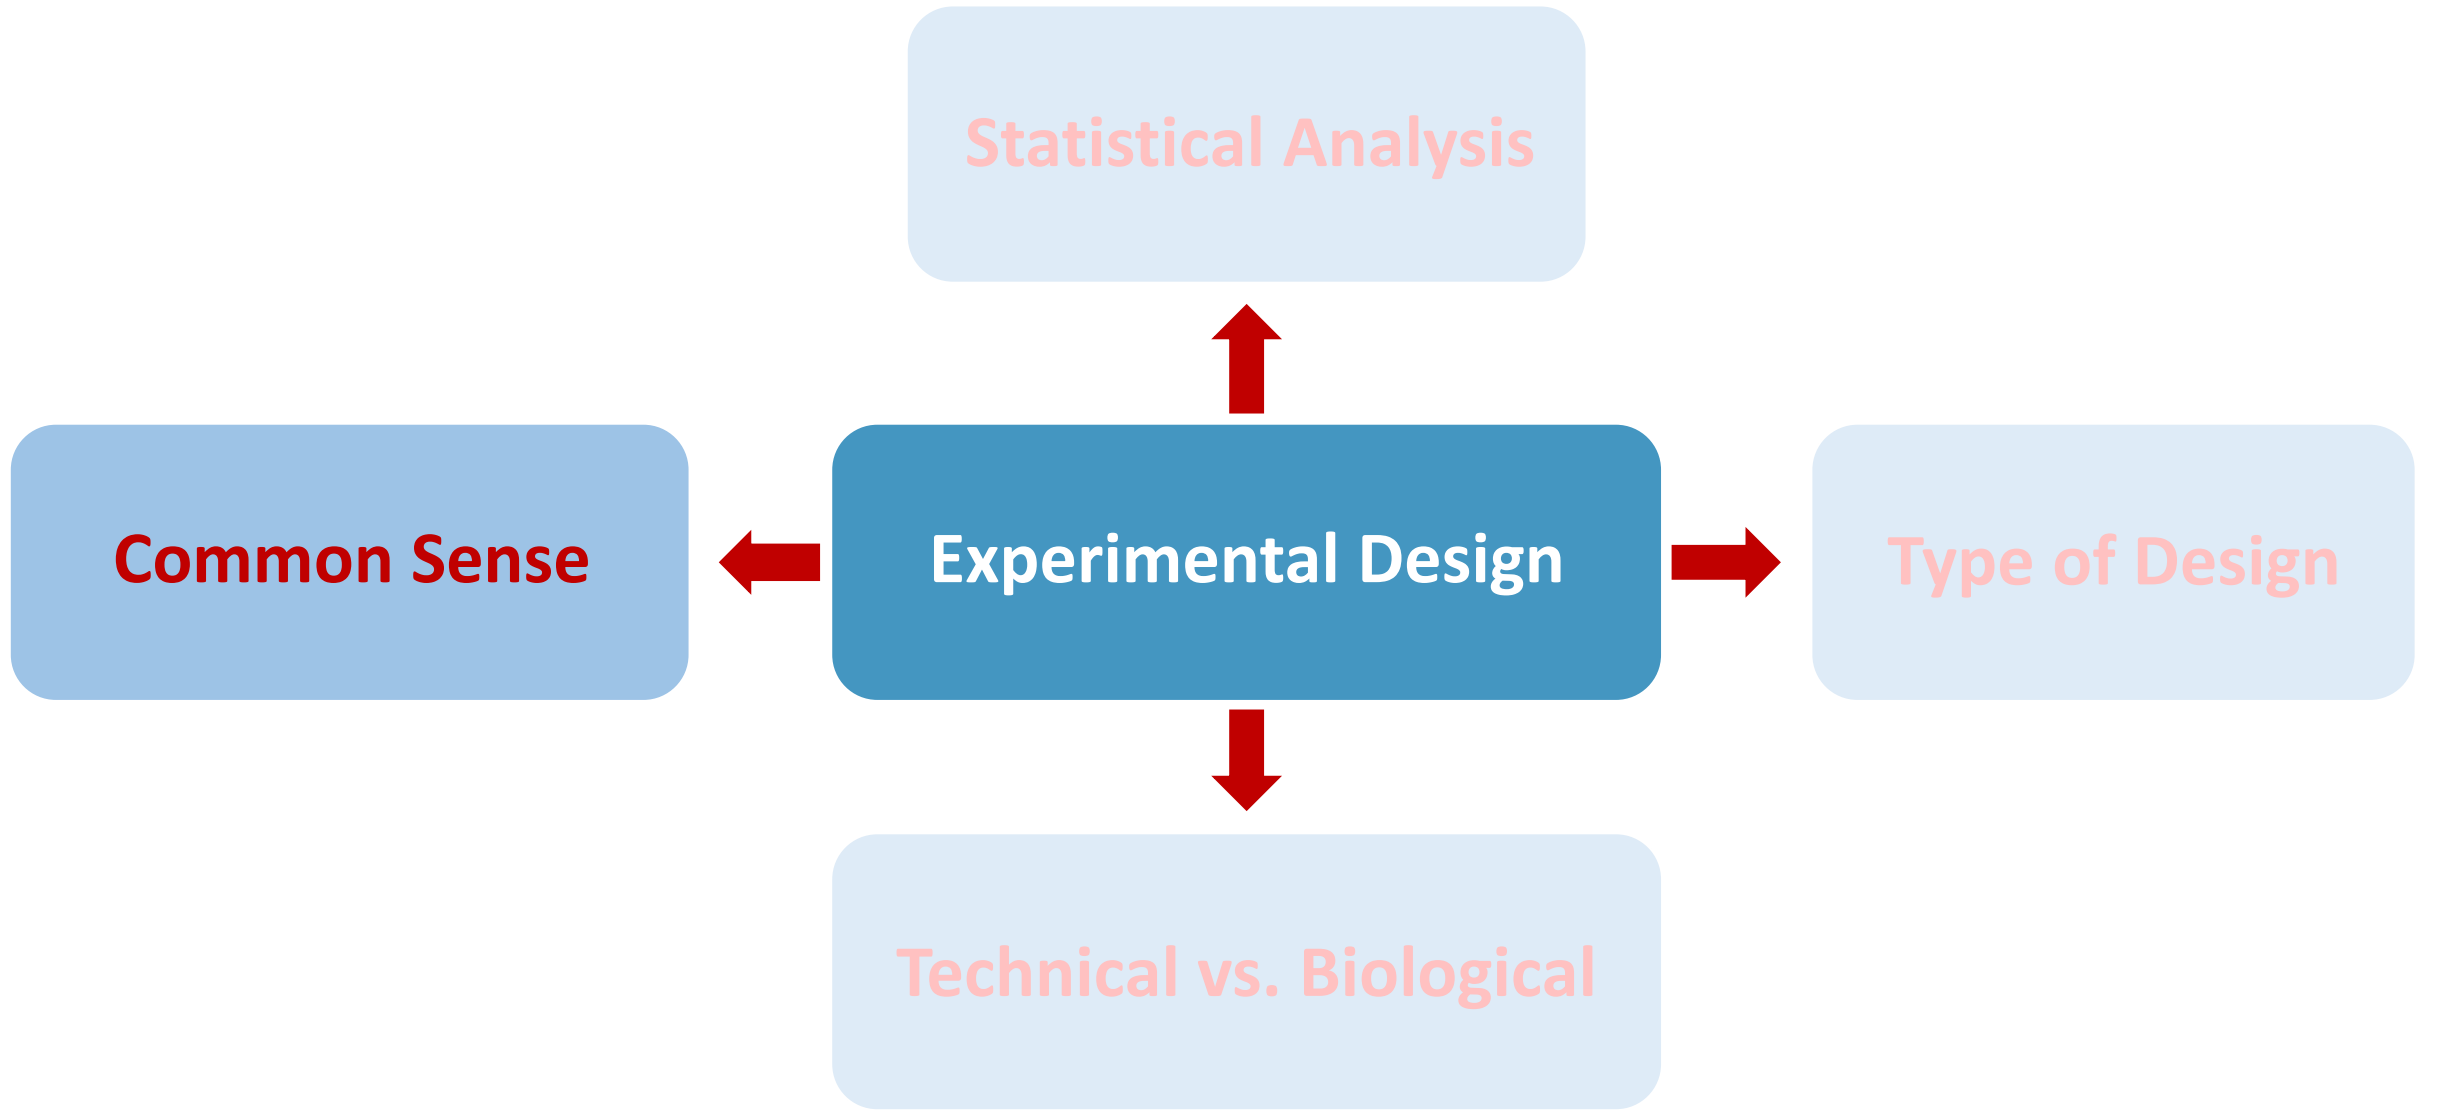 Statistical Analysis
Common Sense
Experimental Design
Type of Design
Technical vs. Biological